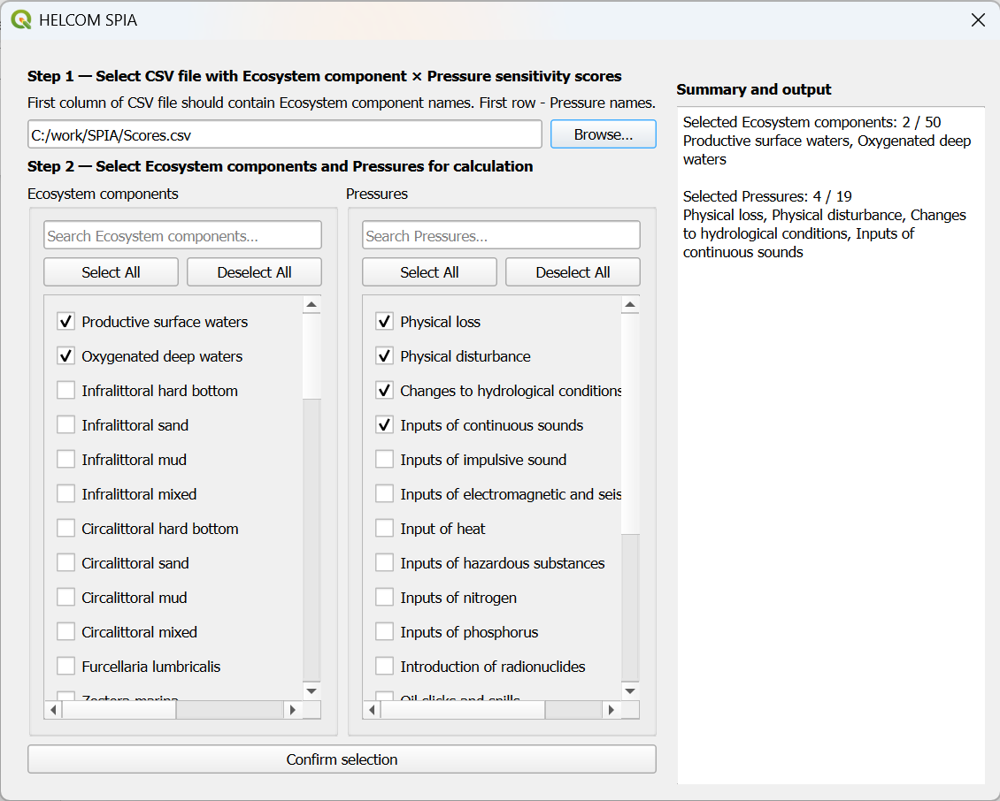 HELCOM SPIA
Step 1 — Select CSV file with Ecosystem component × Pressure sensitivity scores
First column of CSV file should contain Ecosystem component names. First row - Pressure names.
C:/work/SPIA/Scores.csv
Browse...
Step 2 — Select Ecosystem components and Pressures for calculation
Ecosystem components
Search Ecosystem components...
Select All
Deselect All
Productive surface waters
Oxygenated deep waters
Infralittoral hard bottom
Infralittoral sand
Infralittoral mud
Infralittoral mixed
Circalittoral hard bottom
Circalittoral sand
Circalittoral mud
Circalittoral mixed
Furcellaria lumbricalis
Zostera marina
Pressures
Search Pressures...
Select All
Deselect All
Physical loss
Physical disturbance
Changes to hydrological conditions
Inputs of continuous sounds
Inputs of impulsive sound
Inputs of electromagnetic and seis
Input of heat
Inputs of hazardous substances
Inputs of nitrogen
Inputs of phosphorus
Introduction of radionuclides
Oil slicks and spills
Confirm selection
Summary and output
Selected Ecosystem components: 2 / 50
Productive surface waters, Oxygenated deep
waters
Selected Pressures: 4 / 19
Physical loss, Physical disturbance, Changes
to hydrological conditions, Inputs of
continuous sounds